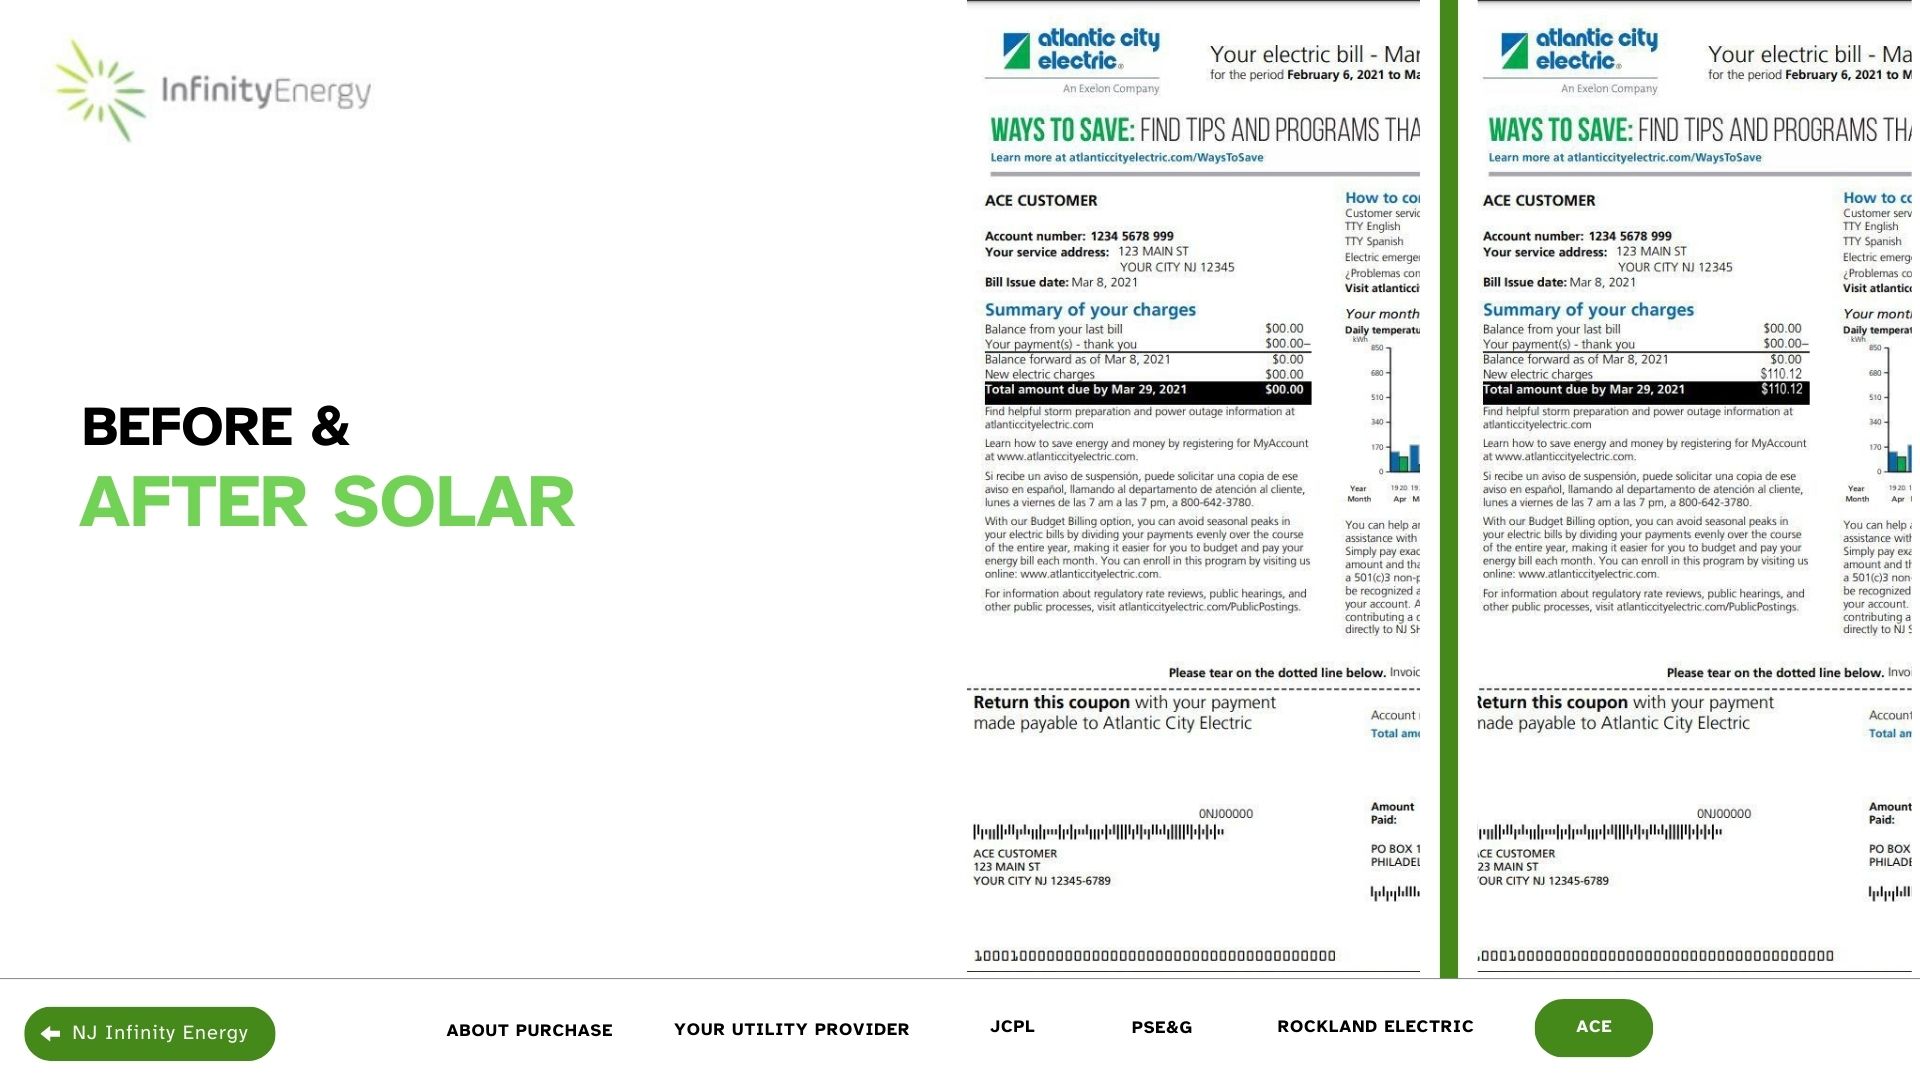 InfinityEnergy
BEFORE &
AFTER SOLAR
atlantic city
electric®
An Exelon Company
Your electric bill - Mar
for the period February 6, 2021 to Ma
WAYS TO SAVE: FIND TIPS AND PROGRAMS THA
Learn more at atlanticcityelectric.com/WaysToSave
ACE CUSTOMER
Account number: 1234 5678 999
Your service address: 123 MAIN ST
YOUR CITY NJ 12345
Bill Issue date: Mar 8, 2021
Summary of your charges
Balance from your last bill $00.00
Your payment(s) - thank you $00.00–
Balance forward as of Mar 8, 2021 $0.00
New electric charges $00.00
Total amount due by Mar 29, 2021 $00.00
Find helpful storm preparation and power outage information at
atlanticcityelectric.com
Learn how to save energy and money by registering for MyAccount
at www.atlanticcityelectric.com.
Si recibe un aviso de suspensión, puede solicitar una copia de ese
aviso en español, llamando al departamento de atención al cliente,
lunes a viernes de las 7 am a las 7 pm, a 800-642-3780.
With our Budget Billing option, you can avoid seasonal peaks in
your electric bills by dividing your payments evenly over the course
of the entire year, making it easier for you to budget and pay your
energy bill each month. You can enroll in this program by visiting us
online: www.atlanticcityelectric.com.
For information about regulatory rate reviews, public hearings, and
other public processes, visit atlanticcityelectric.com/PublicPostings.
How to co
Customer servic
TTY English
TTY Spanish
Electric emerge
¿Problemas con
Visit atlanticci
Your month
Daily temperatu
kWh
850
680
510
340
170
0
Year 19 20 19
Month Apr M
You can help a
assistance with
Simply pay exac
amount and tha
a 501(c)3 non-p
be recognized a
your account. A
contributing a c
directly to NJ SH
Please tear on the dotted line below. Invoic
Return this coupon with your payment
made payable to Atlantic City Electric
Account
Total amo
0NJ00000
Amount
Paid:
ACE CUSTOMER
123 MAIN ST
YOUR CITY NJ 12345-6789
PO BOX 1
PHILADEL
atlantic city
electric®
An Exelon Company
Your electric bill - Ma
for the period February 6, 2021 to M
WAYS TO SAVE: FIND TIPS AND PROGRAMS THA
Learn more at atlanticcityelectric.com/WaysToSave
ACE CUSTOMER
Account number: 1234 5678 999
Your service address: 123 MAIN ST
YOUR CITY NJ 12345
Bill Issue date: Mar 8, 2021
Summary of your charges
Balance from your last bill $00.00
Your payment(s) - thank you $00.00–
Balance forward as of Mar 8, 2021 $0.00
New electric charges $110.12
Total amount due by Mar 29, 2021 $110.12
Find helpful storm preparation and power outage information at
atlanticcityelectric.com
Learn how to save energy and money by registering for MyAccount
at www.atlanticcityelectric.com.
Si recibe un aviso de suspensión, puede solicitar una copia de ese
aviso en español, llamando al departamento de atención al cliente,
lunes a viernes de las 7 am a las 7 pm, a 800-642-3780.
With our Budget Billing option, you can avoid seasonal peaks in
your electric bills by dividing your payments evenly over the course
of the entire year, making it easier for you to budget and pay your
energy bill each month. You can enroll in this program by visiting us
online: www.atlanticcityelectric.com.
For information about regulatory rate reviews, public hearings, and
other public processes, visit atlanticcityelectric.com/PublicPostings.
How to co
Customer serv
TTY English
TTY Spanish
Electric emerg
¿Problemas co
Visit atlantic
Your mont
Daily temperat
kWh
850
680
510
340
170
0
Year 19 20 1
Month Apr
You can help
assistance with
Simply pay exa
amount and th
a 501(c)3 non-
be recognized
your account.
contributing a
directly to NJ S
Please tear on the dotted line below. Invo
Return this coupon with your payment
made payable to Atlantic City Electric
Account
Total am
0NJ00000
Amount
Paid:
ACE CUSTOMER
23 MAIN ST
YOUR CITY NJ 12345-6789
PO BOX
PHILADE
NJ Infinity Energy
ABOUT PURCHASE
YOUR UTILITY PROVIDER
JCPL
PSE&G
ROCKLAND ELECTRIC
ACE